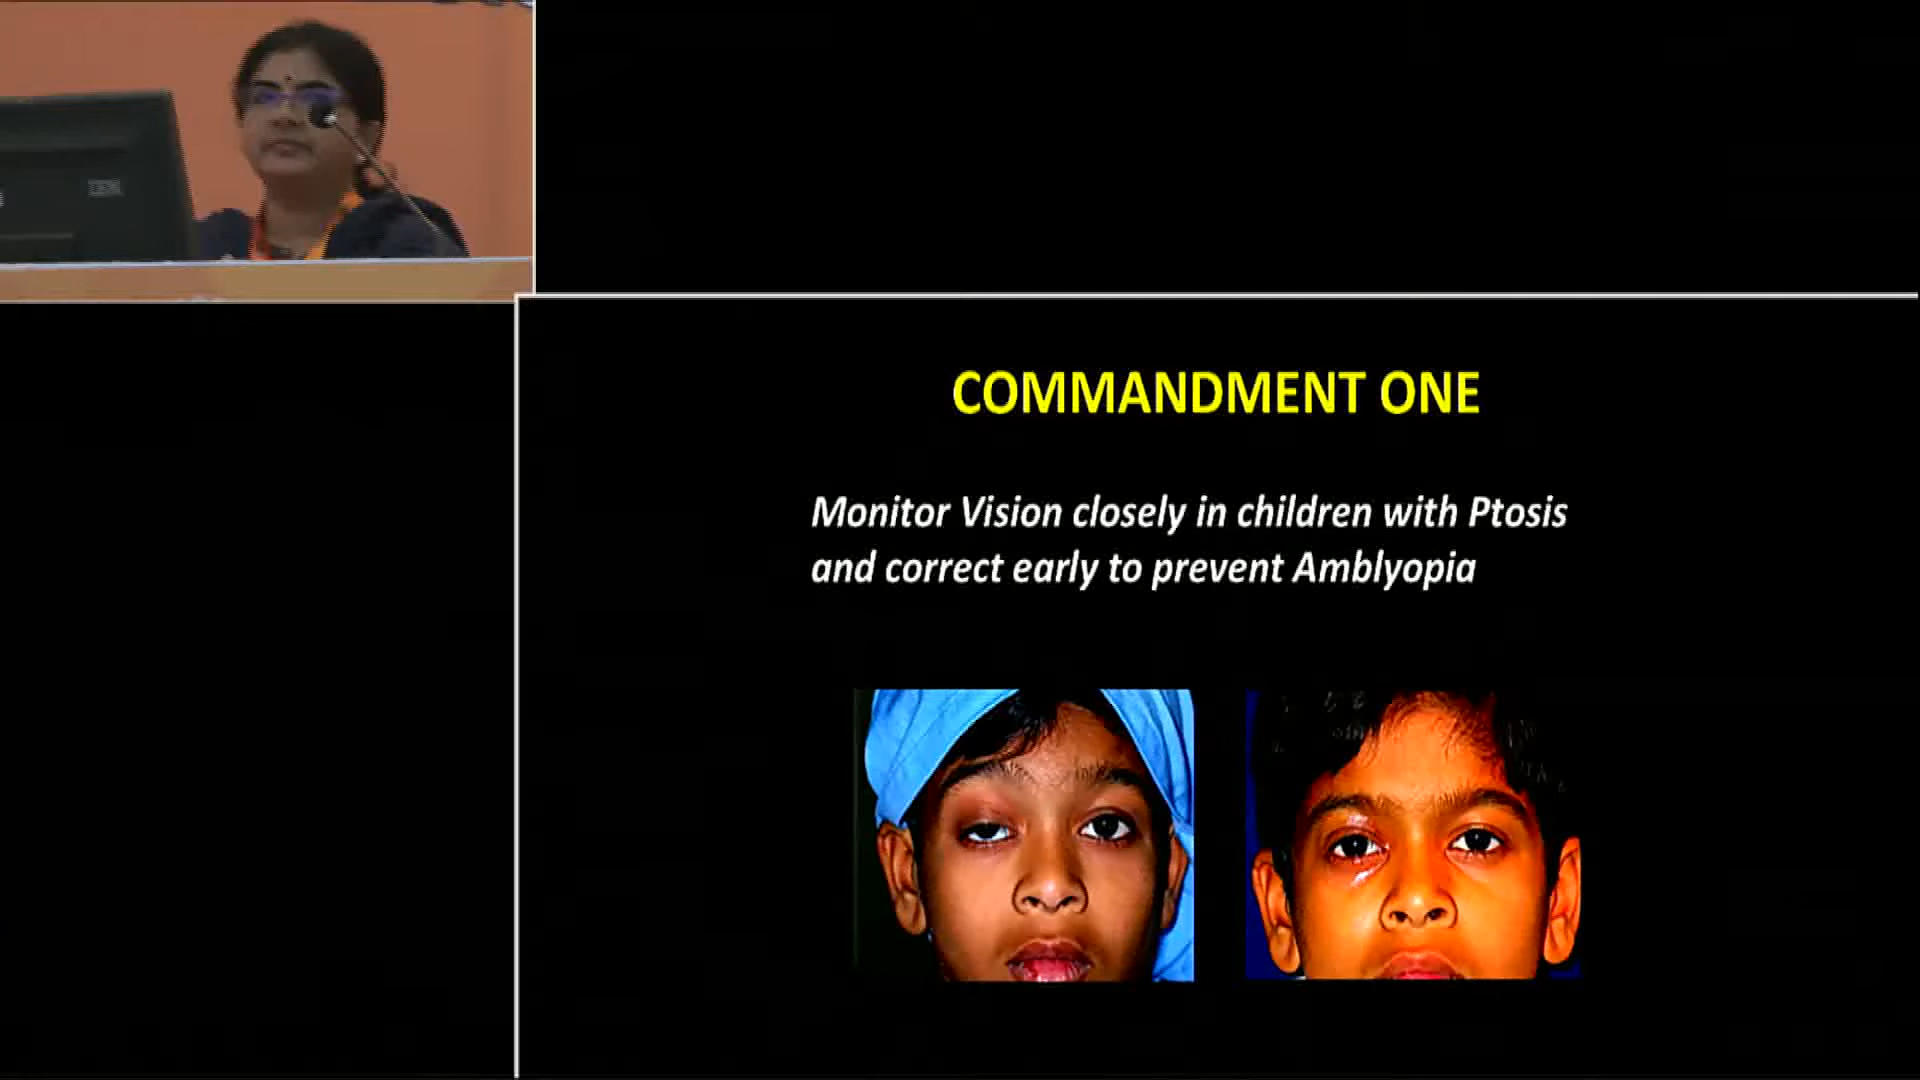 COMMANDMENT ONE
Monitor Vision closely in children with Ptosis
and correct early to prevent Amblyopia